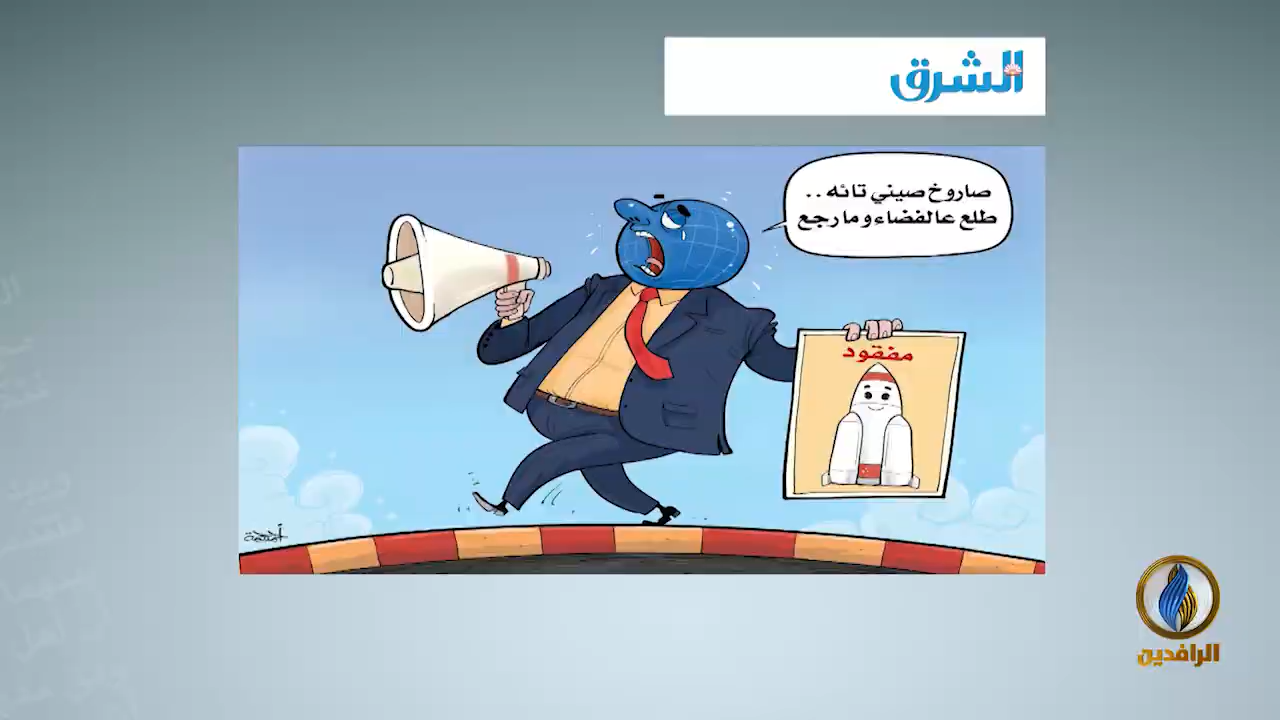 الشرق
صاروخ صيني تائه..
طلع عالفضاء وما رجع
مفقود
الرافدين